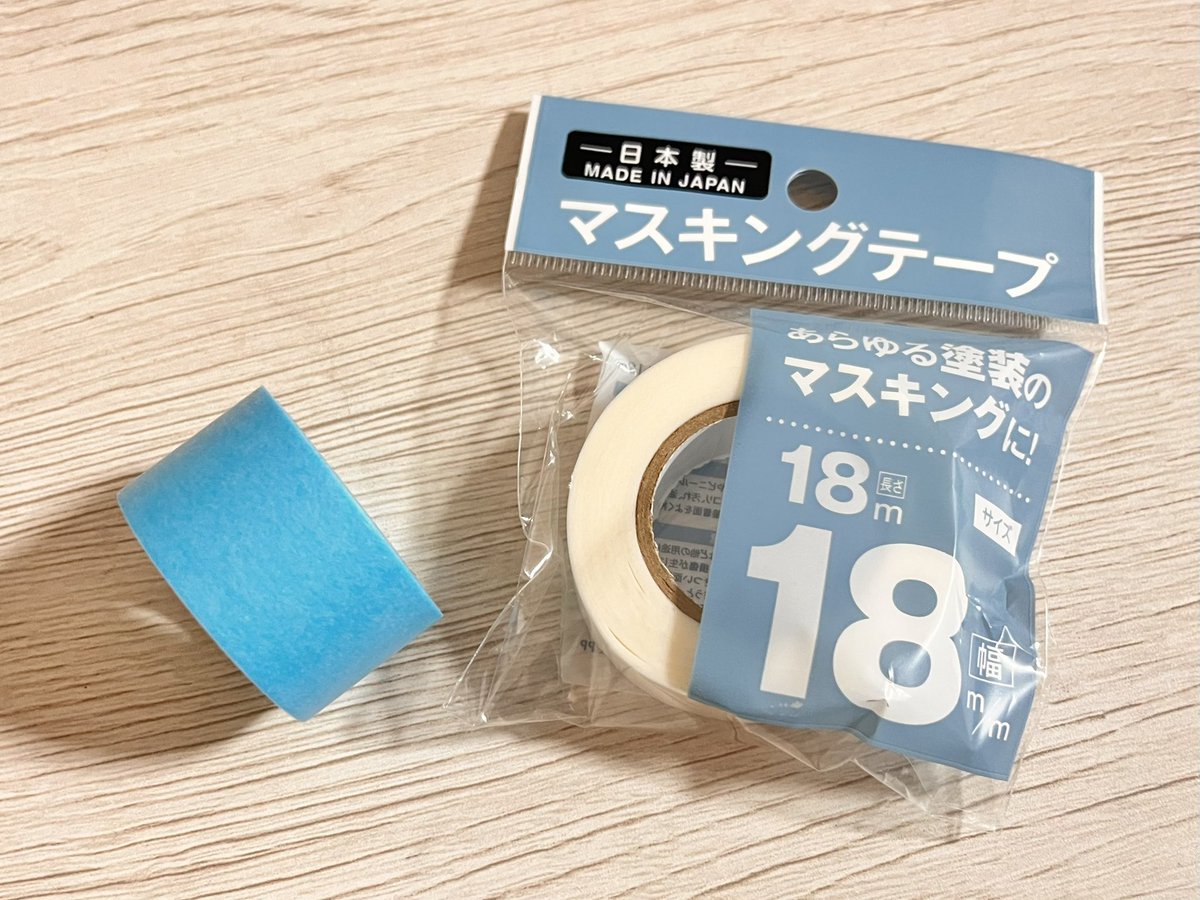 日本製
MADE IN JAPAN
マスキングテープ
あらゆる塗装の
マスキングに!
18m 長さ
サイズ
18 幅
m/m